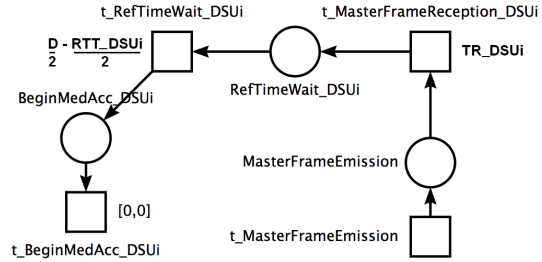 t_RefTimeWait_DSUi
t_MasterFrameReception_DSUi
D - RTT_DSUi
2 2
TR_DSUi
RefTimeWait_DSUi
BeginMedAcc_DSUi
MasterFrameEmission
[0,0]
t_MasterFrameEmission
t_BeginMedAcc_DSUi